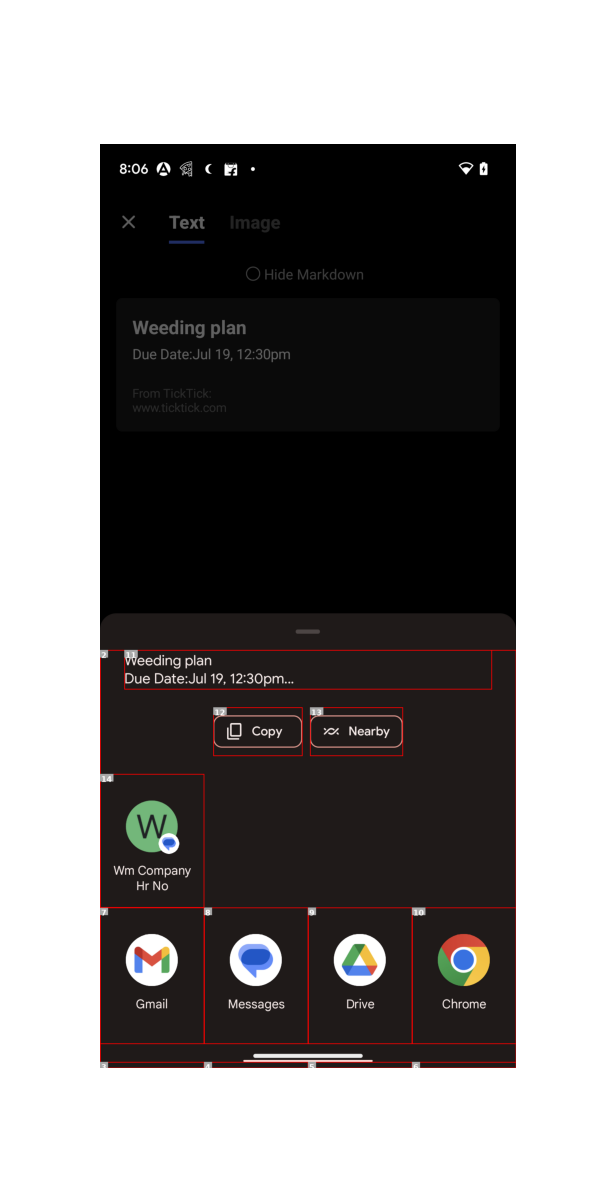 8:06
Text
Image
Hide Markdown
Weeding plan
Due Date:Jul 19, 12:30pm
From TickTick:
www.ticktick.com
2
11
Weeding plan
Due Date:Jul 19, 12:30pm...
12
13
Copy
Nearby
14
W
Wm Company
Hr No
7
8
9
10
Gmail
Messages
Drive
Chrome
3
4
5
6